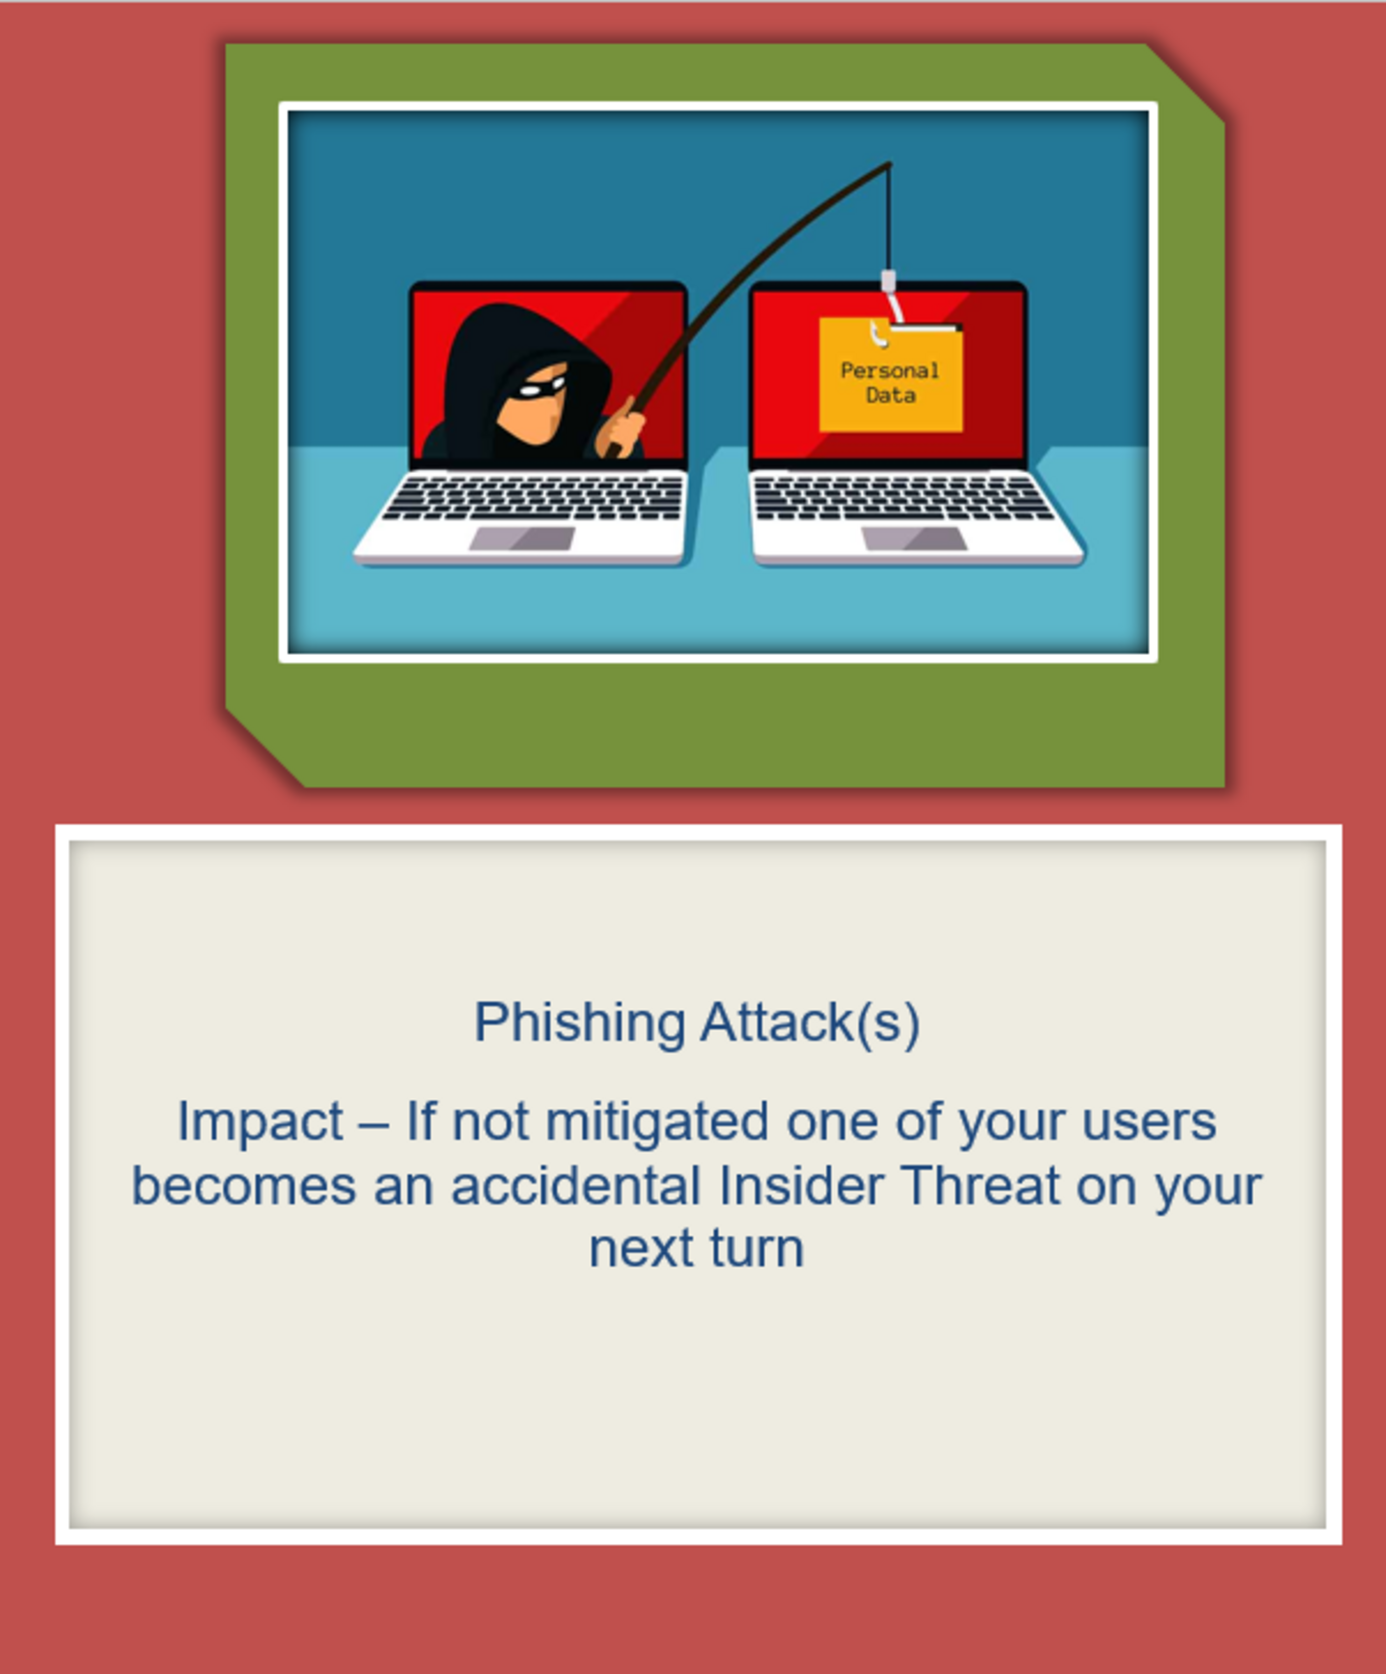 Personal
Data
Phishing Attack(s)
Impact – If not mitigated one of your users
becomes an accidental Insider Threat on your
next turn